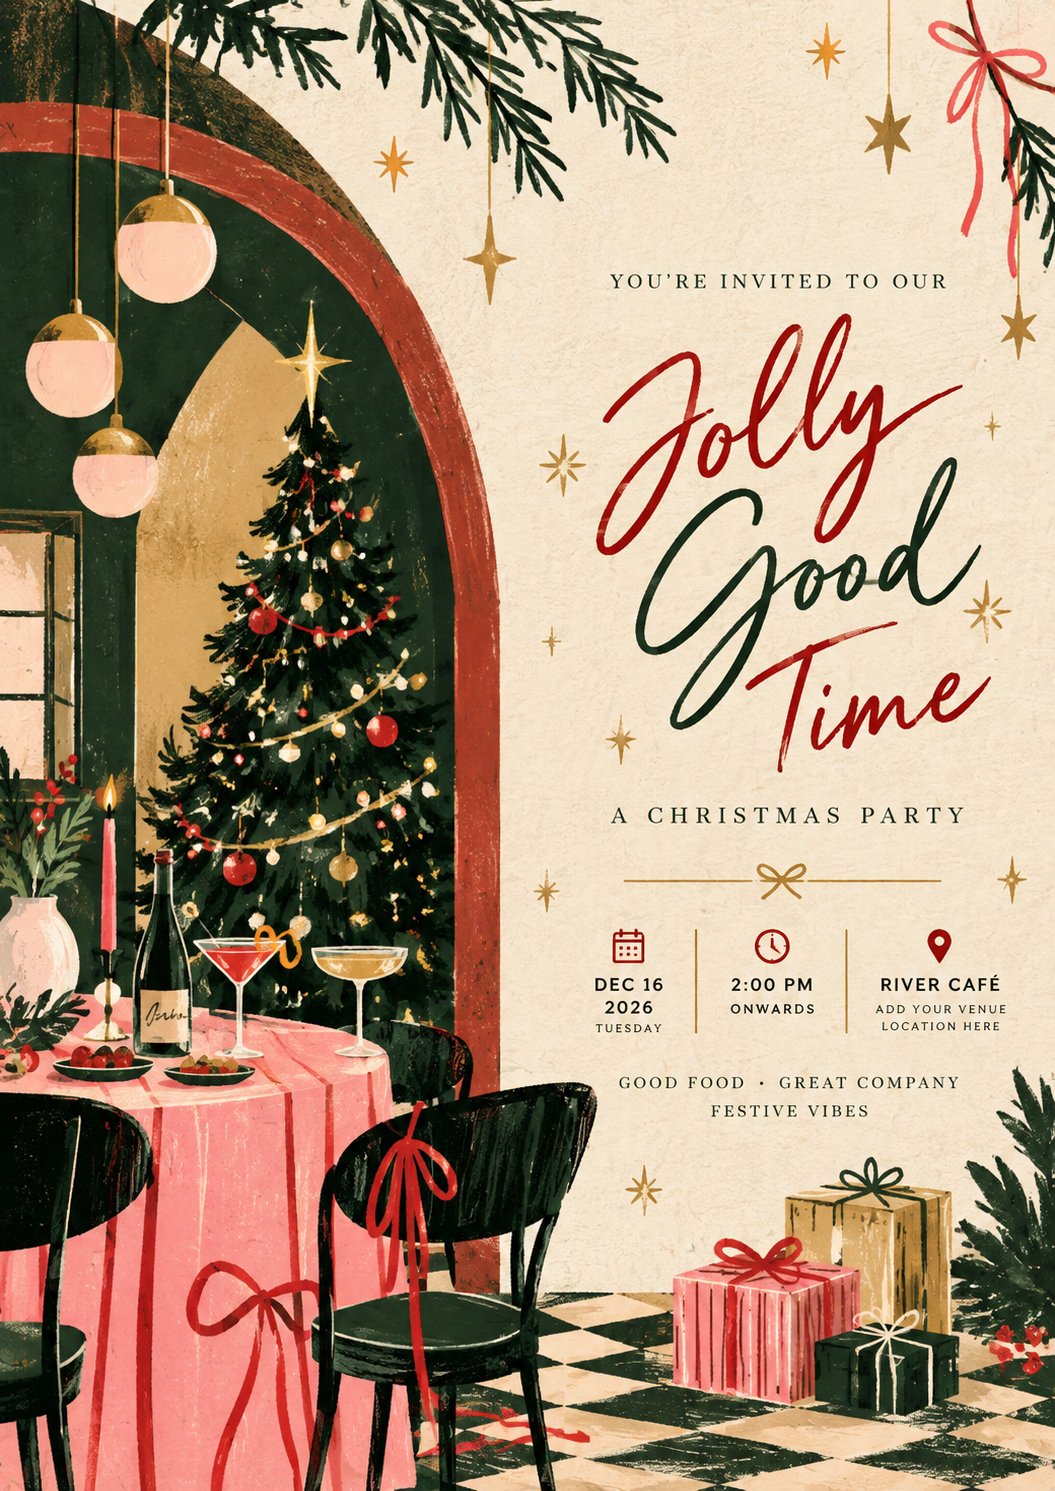 YOU'RE INVITED TO OUR
Jolly
Good
Time
A CHRISTMAS PARTY
DEC 16
2026
TUESDAY
2:00 PM
ONWARDS
RIVER CAFÉ
ADD YOUR VENUE
LOCATION HERE
GOOD FOOD · GREAT COMPANY
FESTIVE VIBES